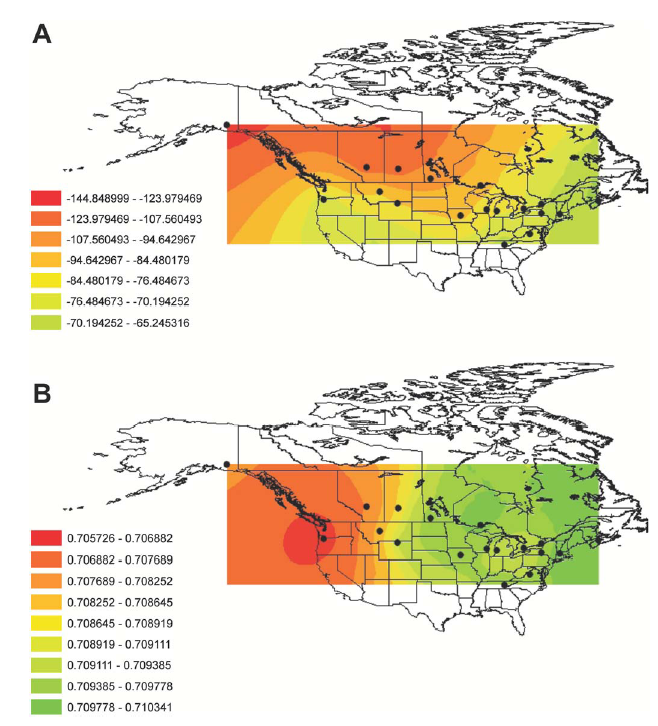 A
-144.848999 - -123.979469
-123.979469 - -107.560493
-107.560493 - -94.642967
-94.642967 - -84.480179
-84.480179 - -76.484673
-76.484673 - -70.194252
-70.194252 - -65.245316
B
0.705726 - 0.706882
0.706882 - 0.707689
0.707689 - 0.708252
0.708252 - 0.708645
0.708645 - 0.708919
0.708919 - 0.709111
0.709111 - 0.709385
0.709385 - 0.709778
0.709778 - 0.710341